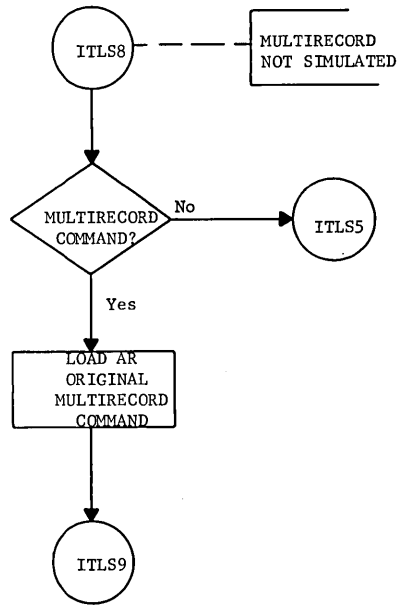 ITLS8
MULTIRECORD
NOT SIMULATED
MULTIRECORD
COMMAND?
No
ITLS5
Yes
LOAD AR
ORIGINAL
MULTIRECORD
COMMAND
ITLS9